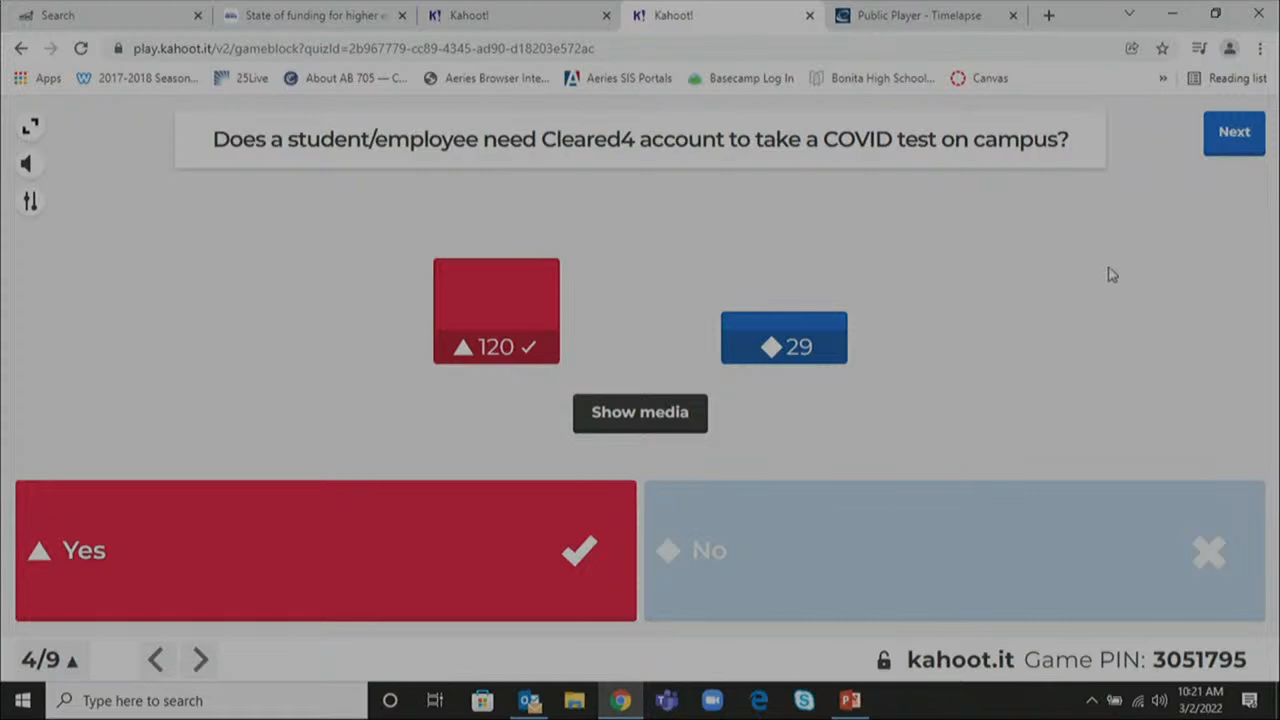 Search
State of funding for higher e
Kahoot!
Kahoot!
Public Player - Timelapse
play.kahoot.it/v2/gameblock?quizId=2b967779-cc89-4345-ad90-d18203e572ac
Apps
2017-2018 Season...
25Live
About AB 705 — C...
Aeries Browser Inte...
Aeries SIS Portals
Basecamp Log In
Bonita High School...
Canvas
»
Reading list
Does a student/employee need Cleared4 account to take a COVID test on campus?
Next
120
29
Show media
Yes
No
4/9
kahoot.it Game PIN: 3051795
Type here to search
10:21 AM
3/2/2022